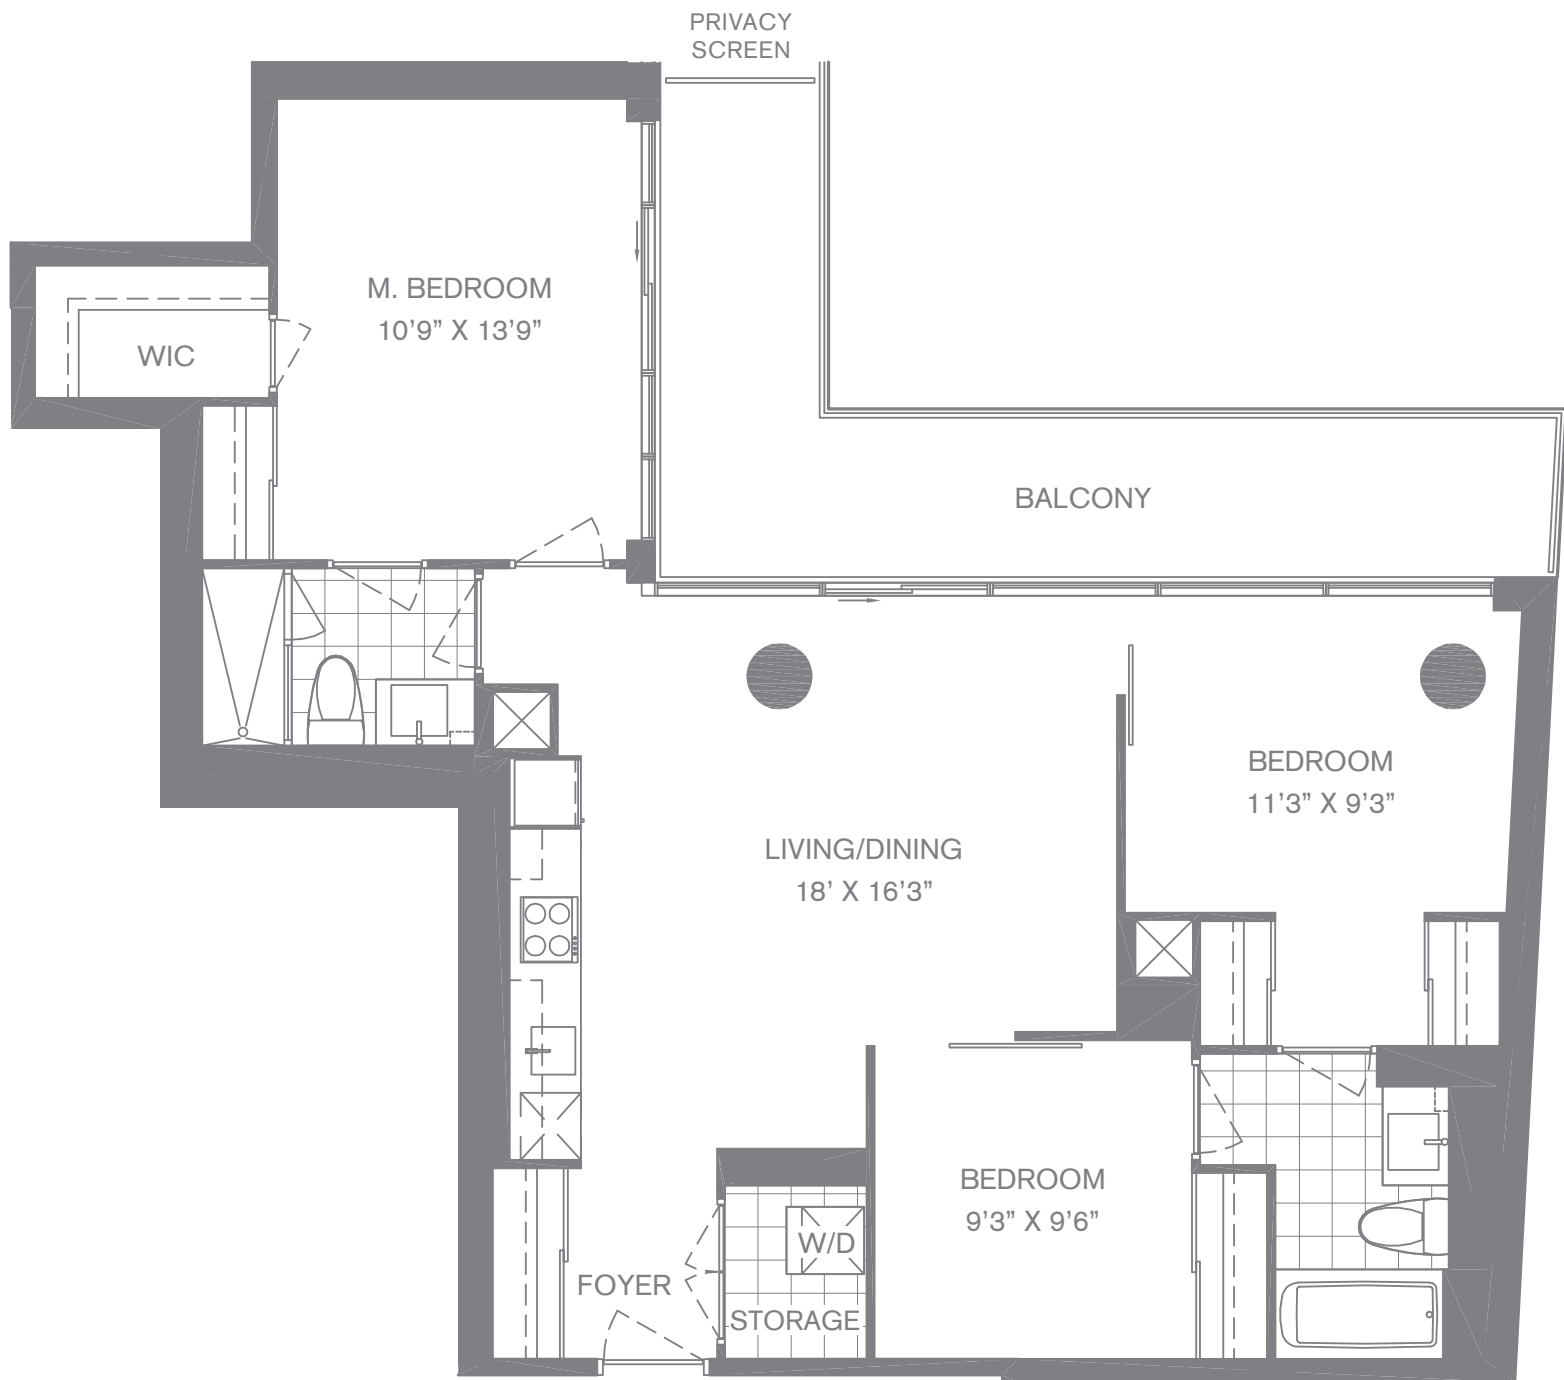 PRIVACY
SCREEN
M. BEDROOM
10’9” X 13’9”
WIC
BALCONY
BEDROOM
11’3” X 9’3”
LIVING/DINING
18’ X 16’3”
BEDROOM
9’3” X 9’6”
W/D
FOYER
STORAGE